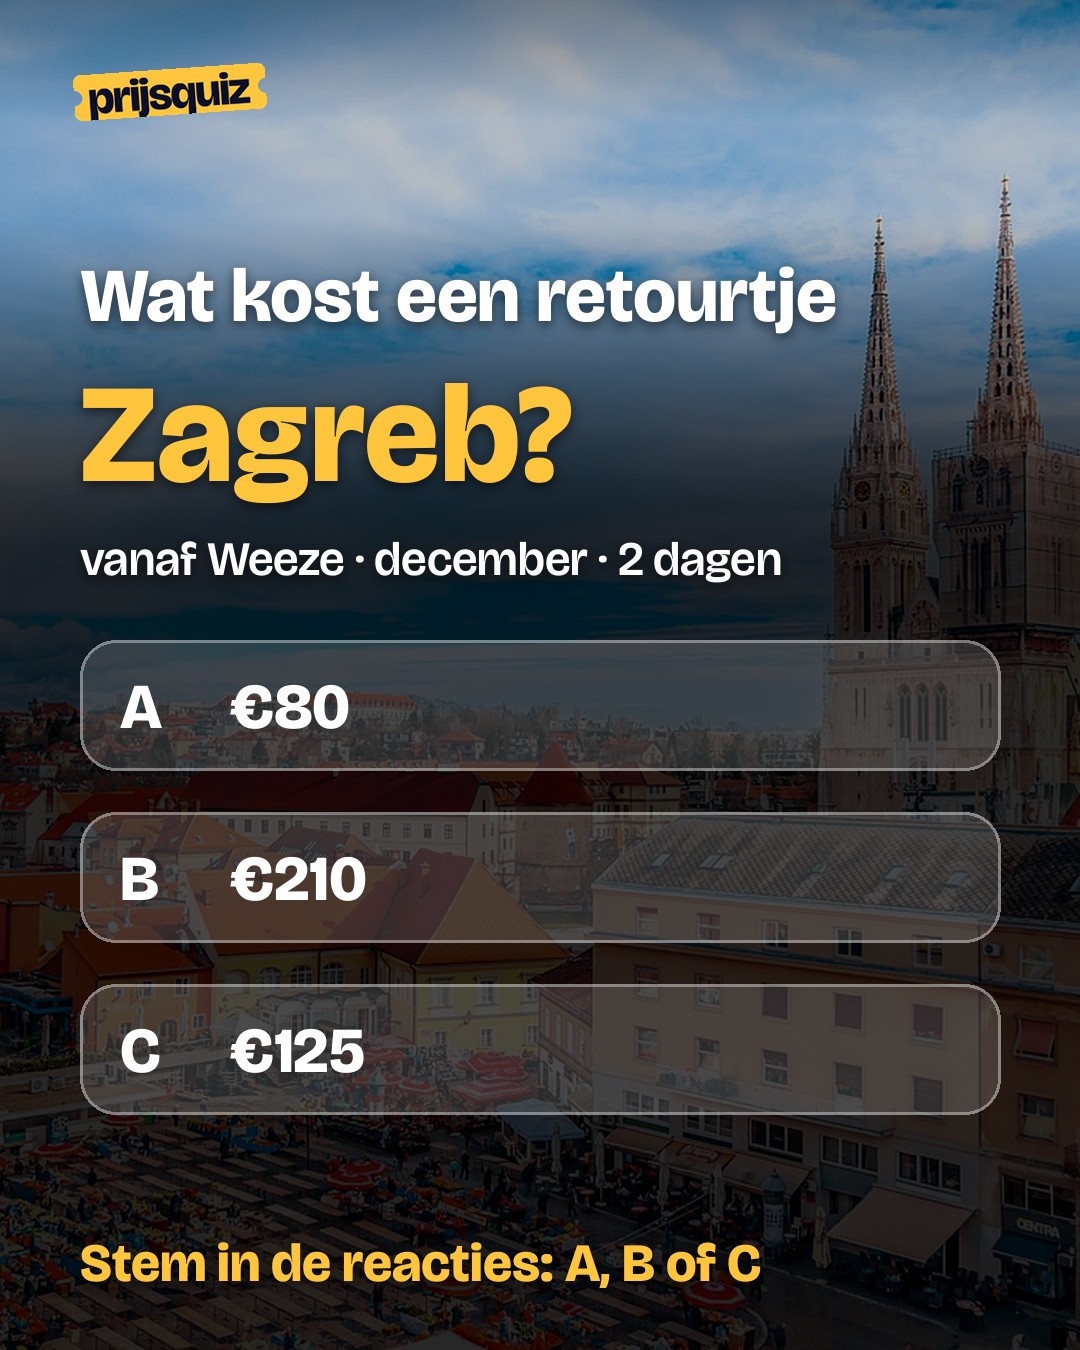 prijsquiz
Wat kost een retourtje
Zagreb?
vanaf Weeze · december · 2 dagen
A €80
B €210
C €125
CENTRA
Stem in de reacties: A, B of C